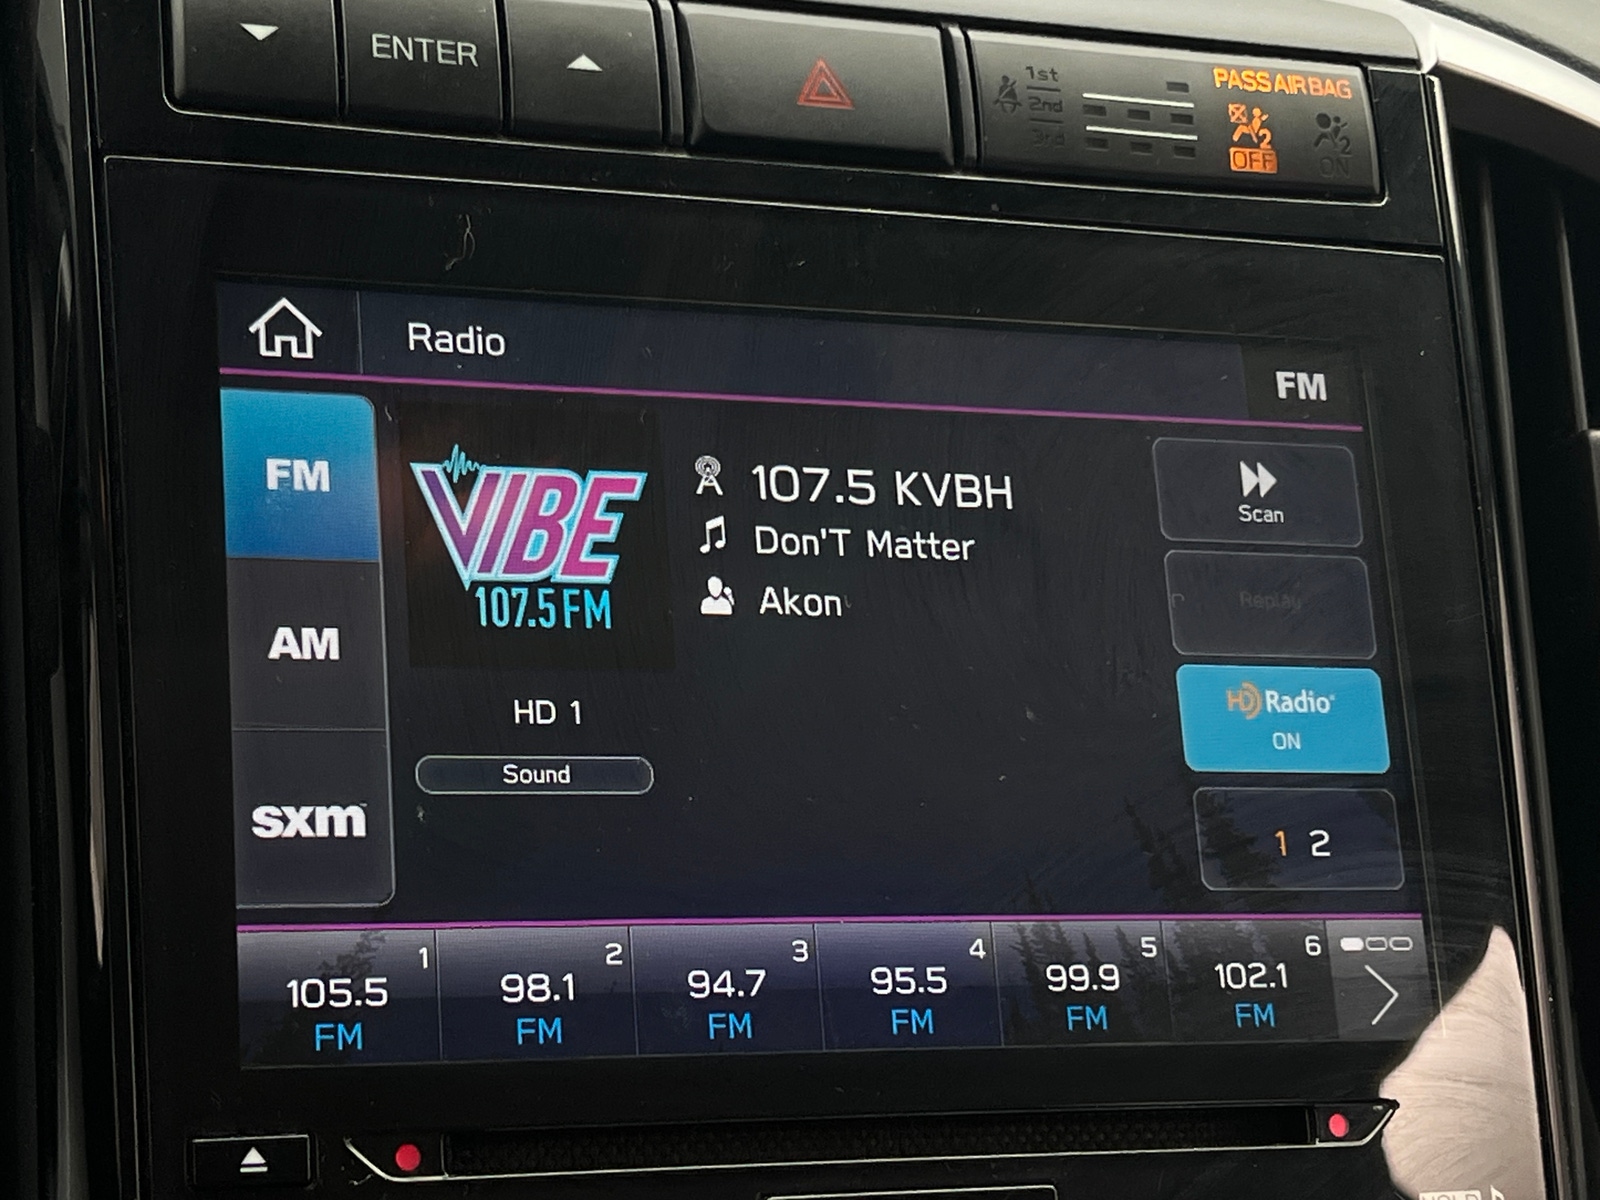 ENTER
1st
2nd
3rd
PASS AIR BAG
2
OFF
2
ON
Radio
FM
FM
AM
sxm
VIBE
107.5 FM
107.5 KVBH
Don'T Matter
Akon
HD 1
Sound
Scan
Replay
HD Radio®
ON
1 2
1
105.5
FM
2
98.1
FM
3
94.7
FM
4
95.5
FM
5
99.9
FM
6
102.1
FM